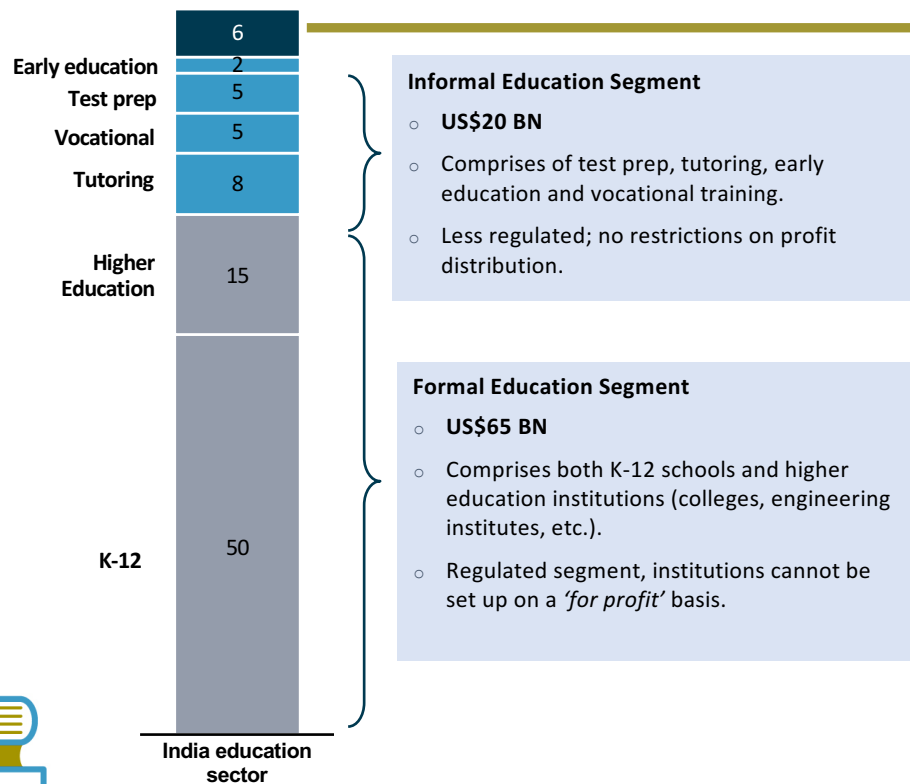 6
Early education
2
Test prep
5
Vocational
5
Tutoring
8
Higher
Education
15
K-12
50
India education
sector
Informal Education Segment
○ US$20 BN
○ Comprises of test prep, tutoring, early
education and vocational training.
○ Less regulated; no restrictions on profit
distribution.
Formal Education Segment
○ US$65 BN
○ Comprises both K-12 schools and higher
education institutions (colleges, engineering
institutes, etc.).
○ Regulated segment, institutions cannot be
set up on a ‘for profit’ basis.